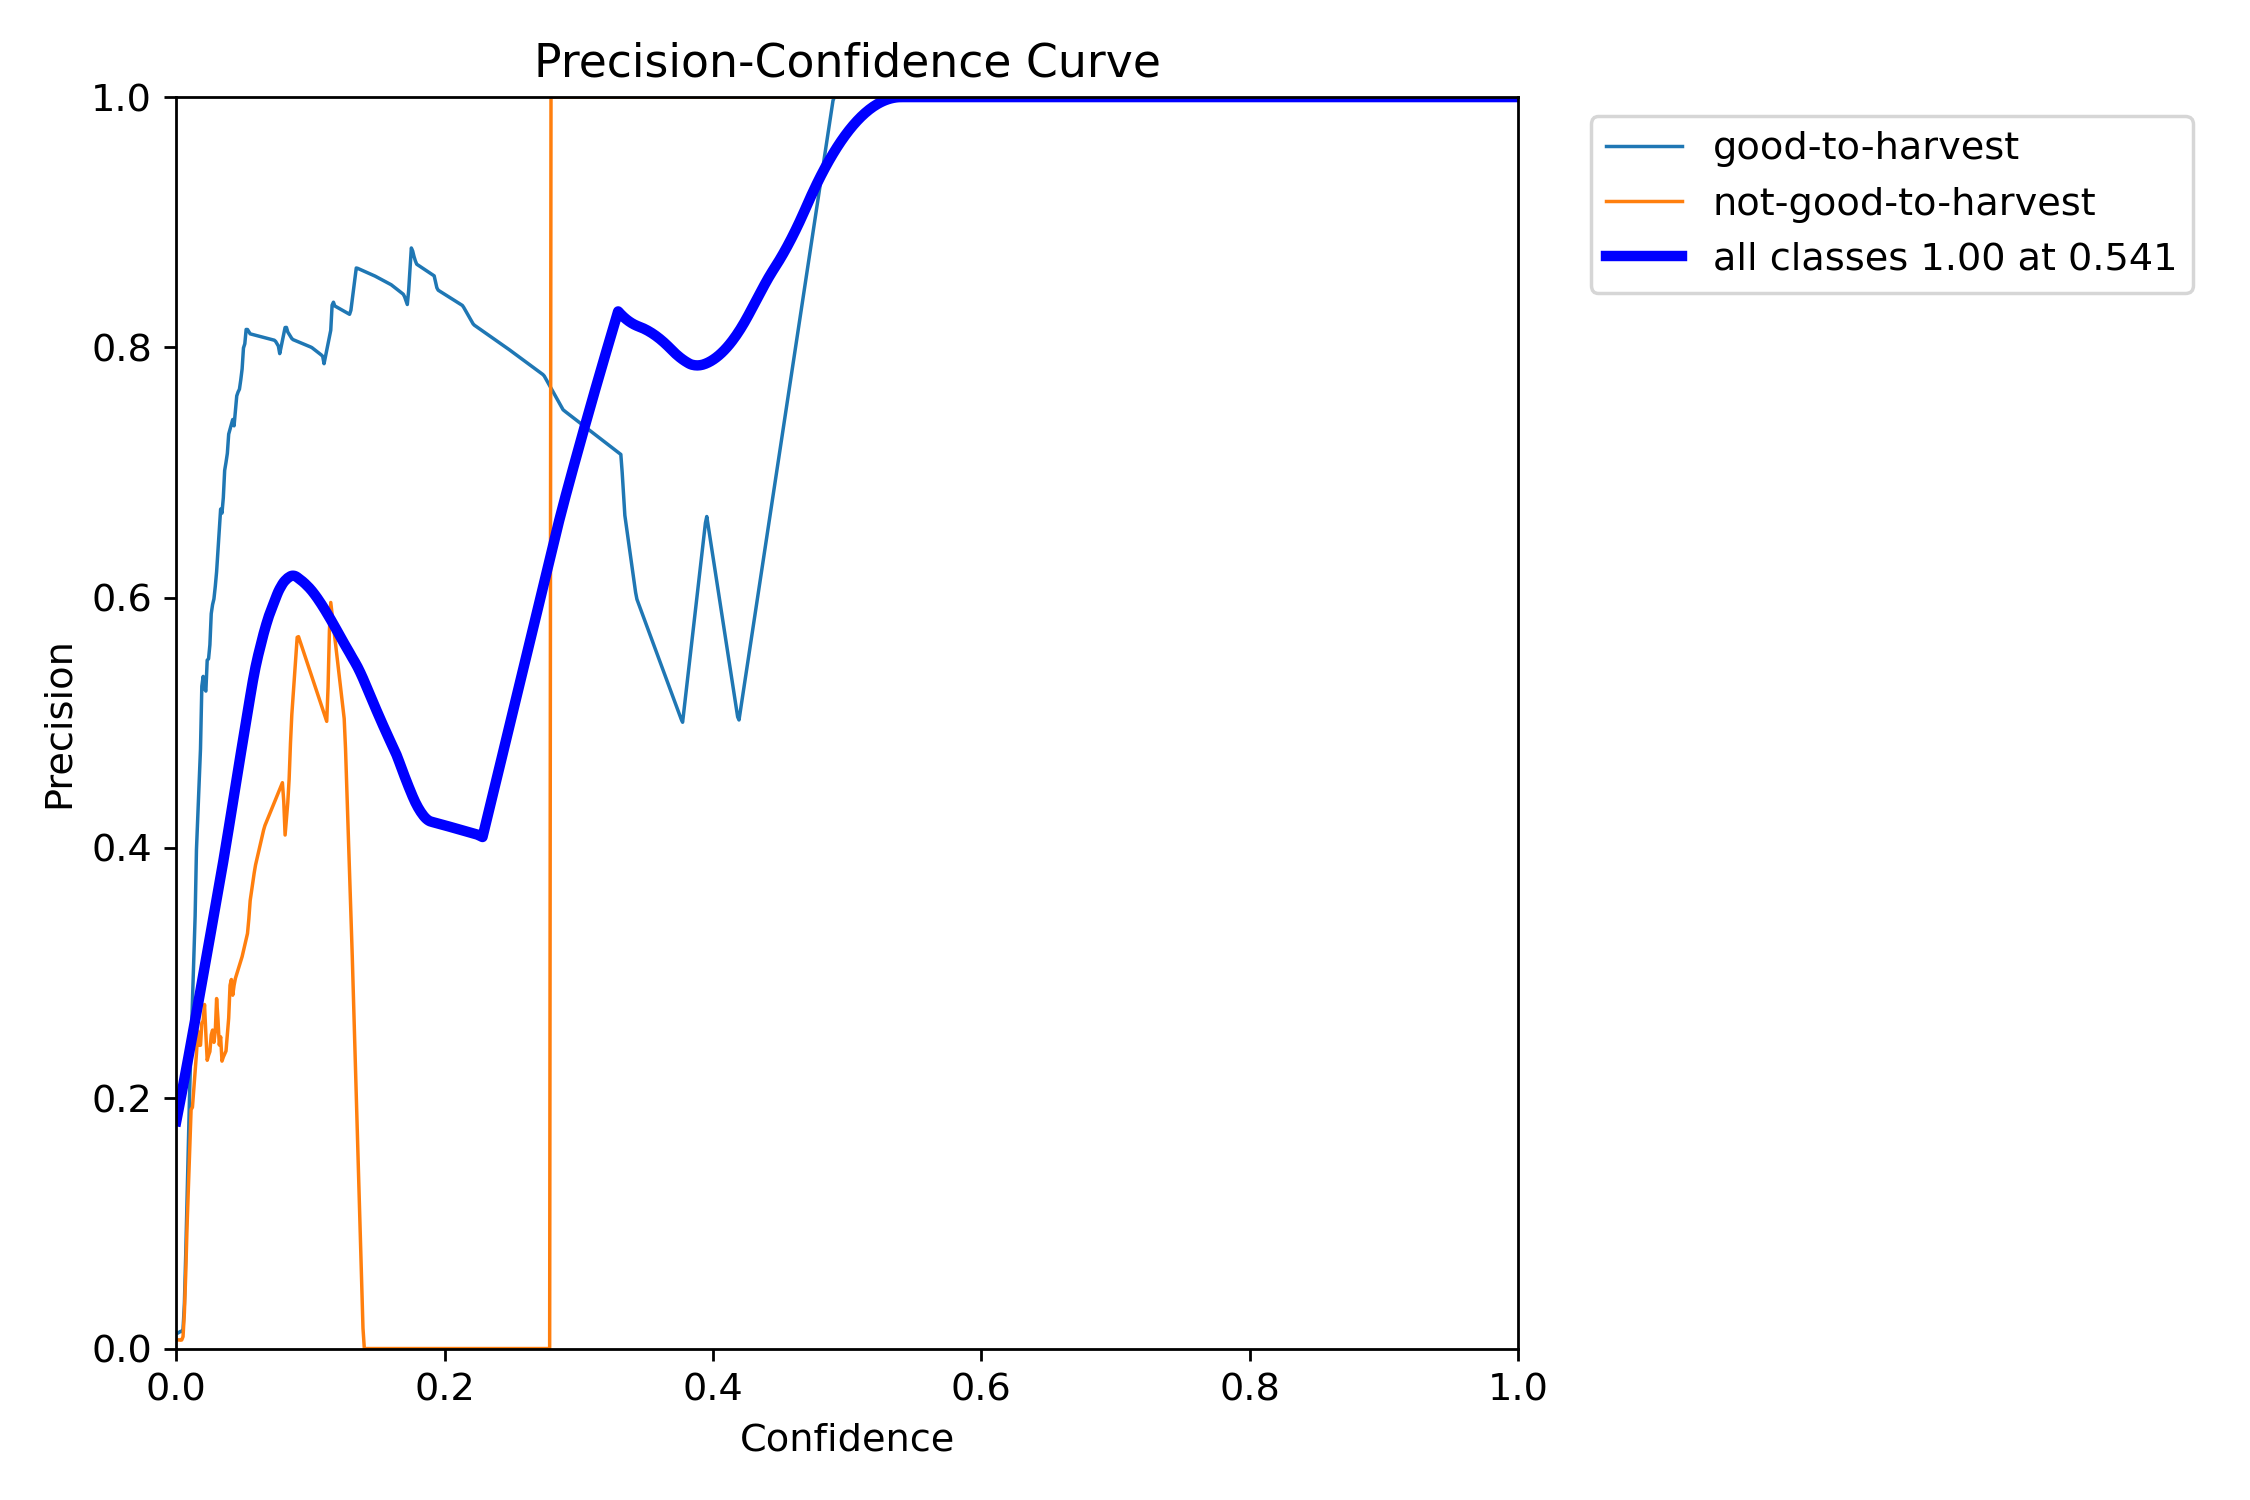 Precision-Confidence Curve
1.0
0.8
0.6
0.4
0.2
0.0
Precision
0.0 0.2 0.4 0.6 0.8 1.0
Confidence
good-to-harvest
not-good-to-harvest
all classes 1.00 at 0.541